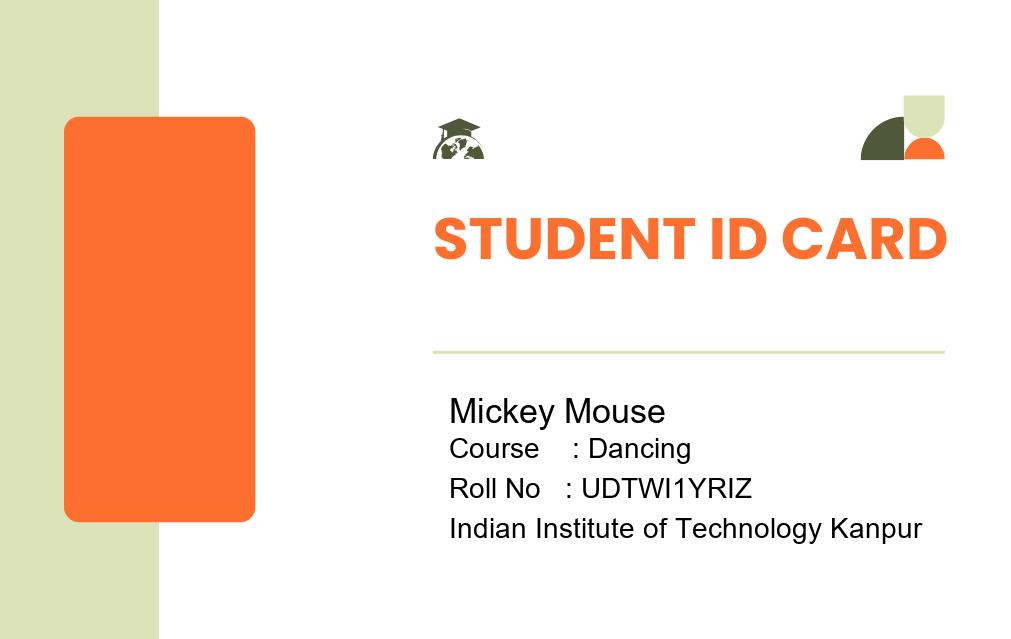 STUDENT ID CARD
Mickey Mouse
Course : Dancing
Roll No : UDTWI1YRIZ
Indian Institute of Technology Kanpur